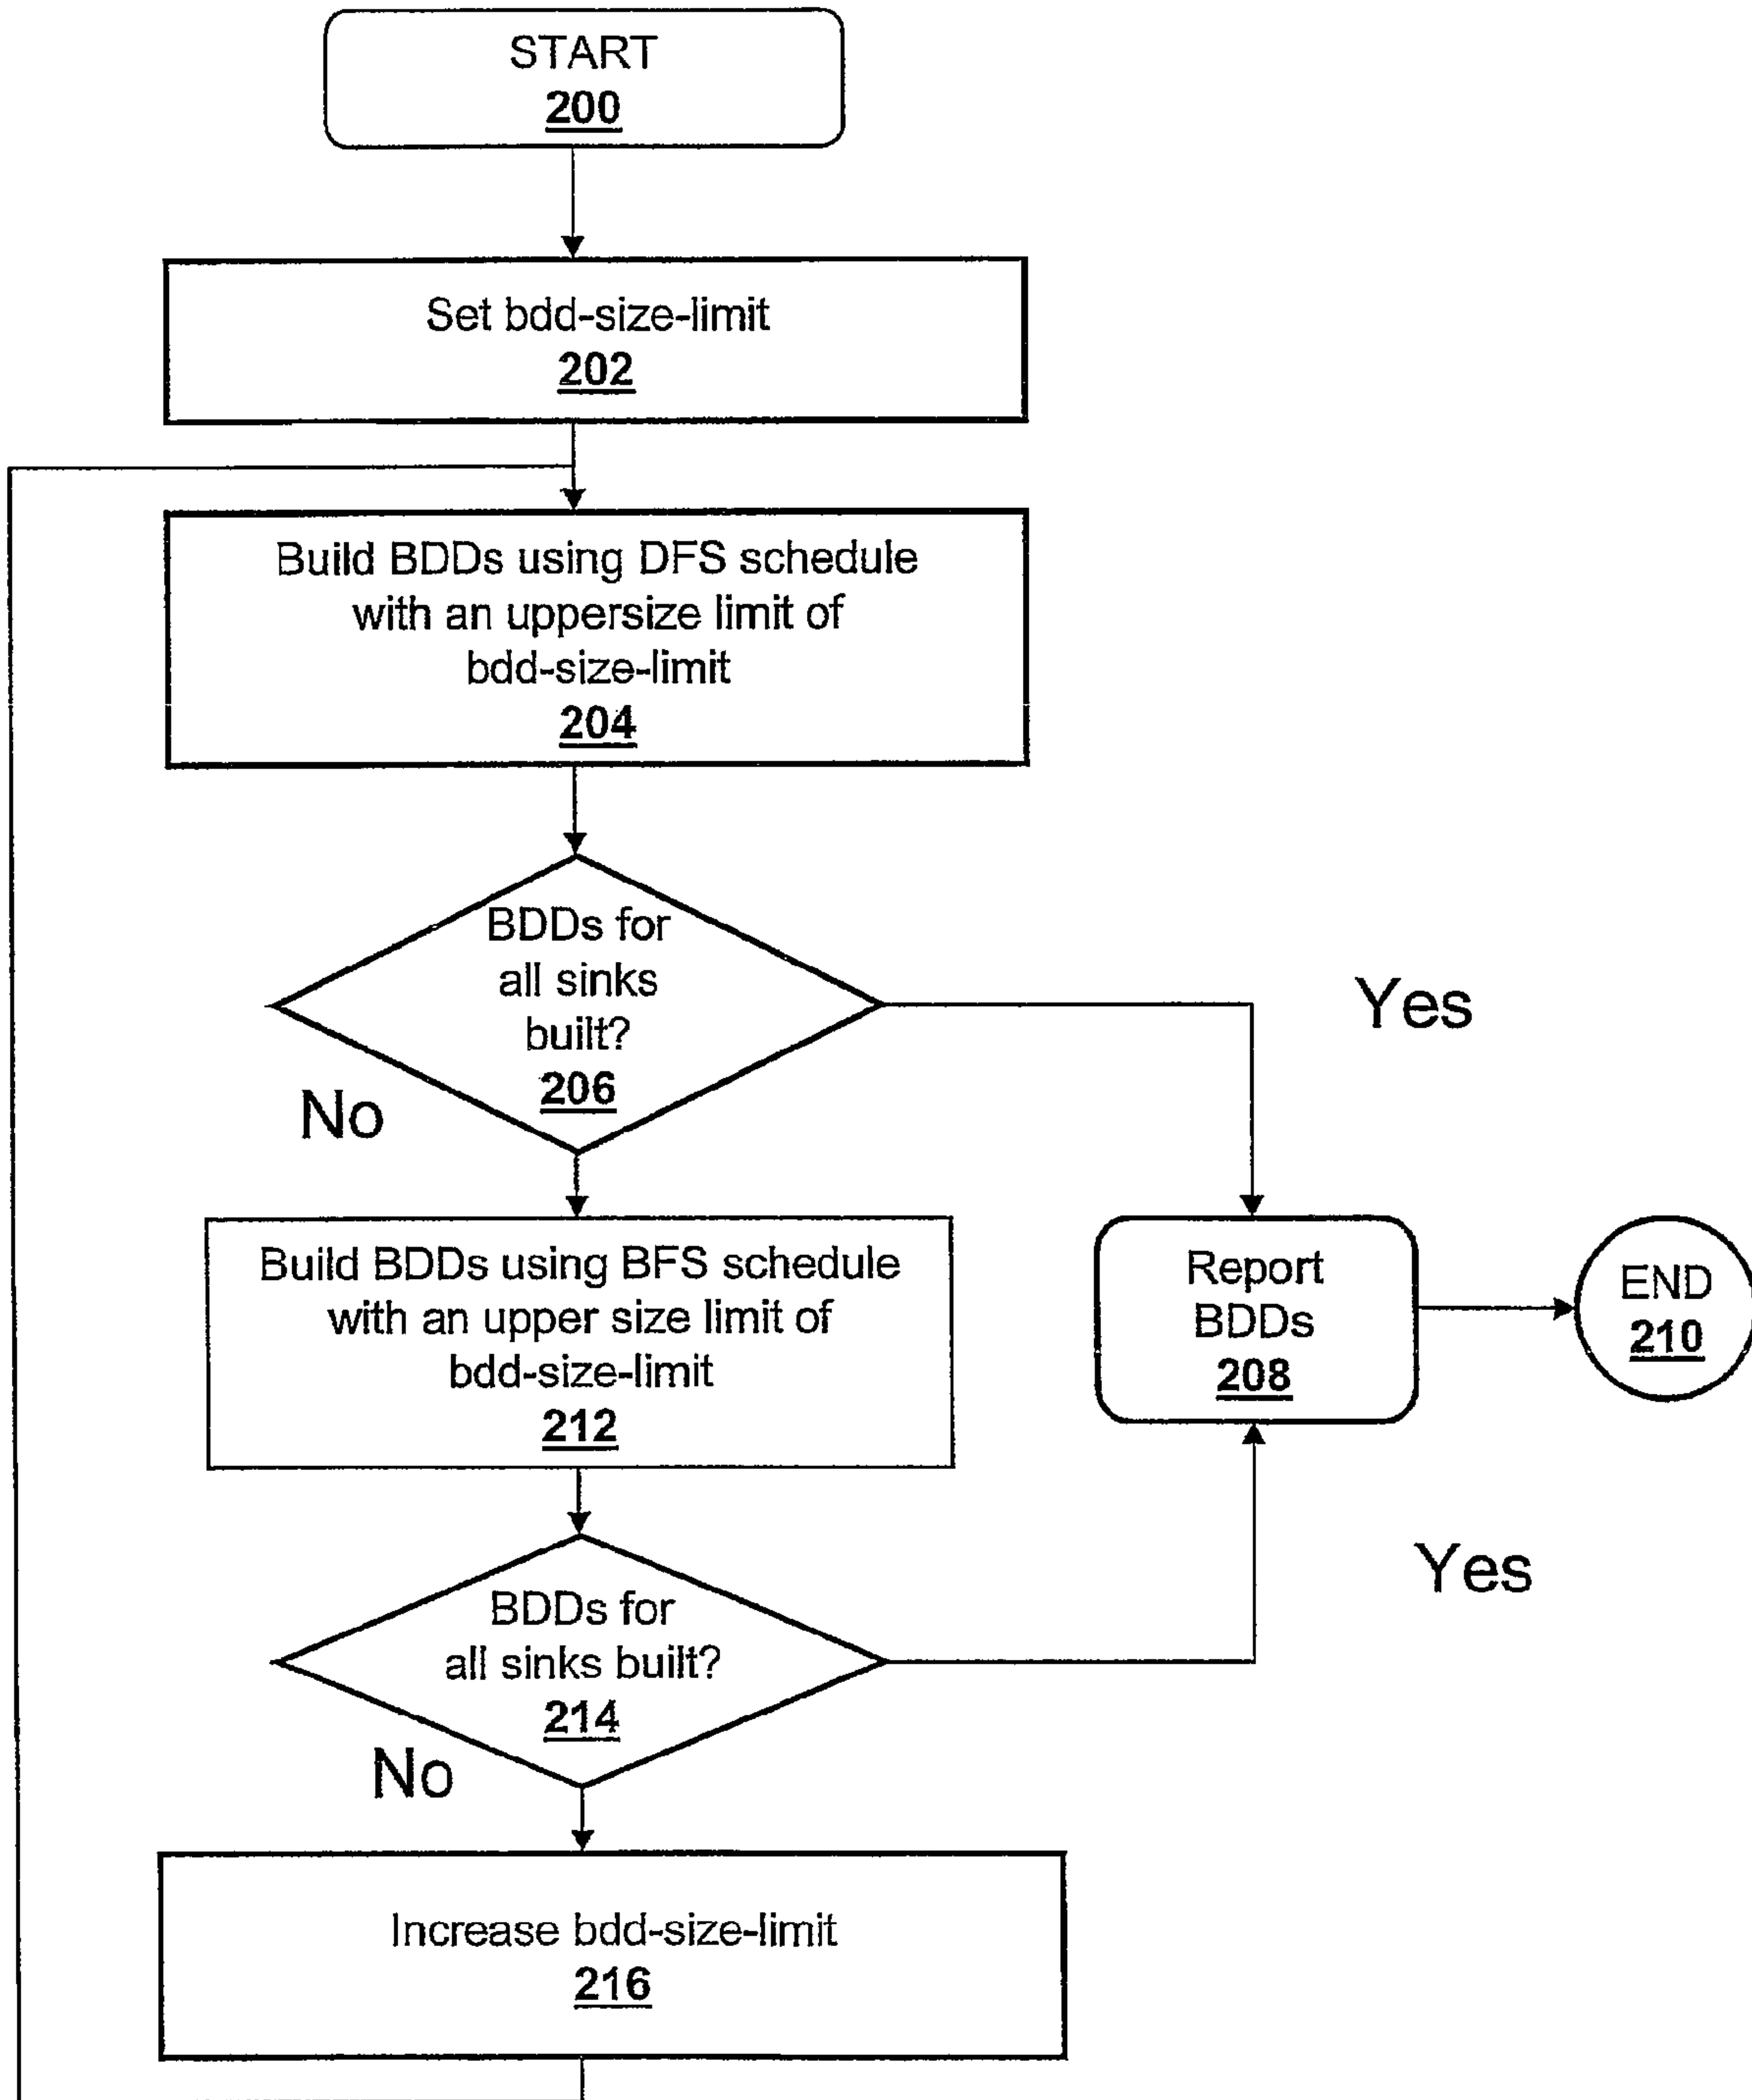 START
200
Set bdd-size-limit
202
Build BDDs using DFS schedule
with an uppersize limit of
bdd-size-limit
204
BDDs for
all sinks
built?
206
Yes
No
Build BDDs using BFS schedule
with an upper size limit of
bdd-size-limit
212
Report
BDDs
208
END
210
BDDs for
all sinks built?
214
Yes
No
Increase bdd-size-limit
216